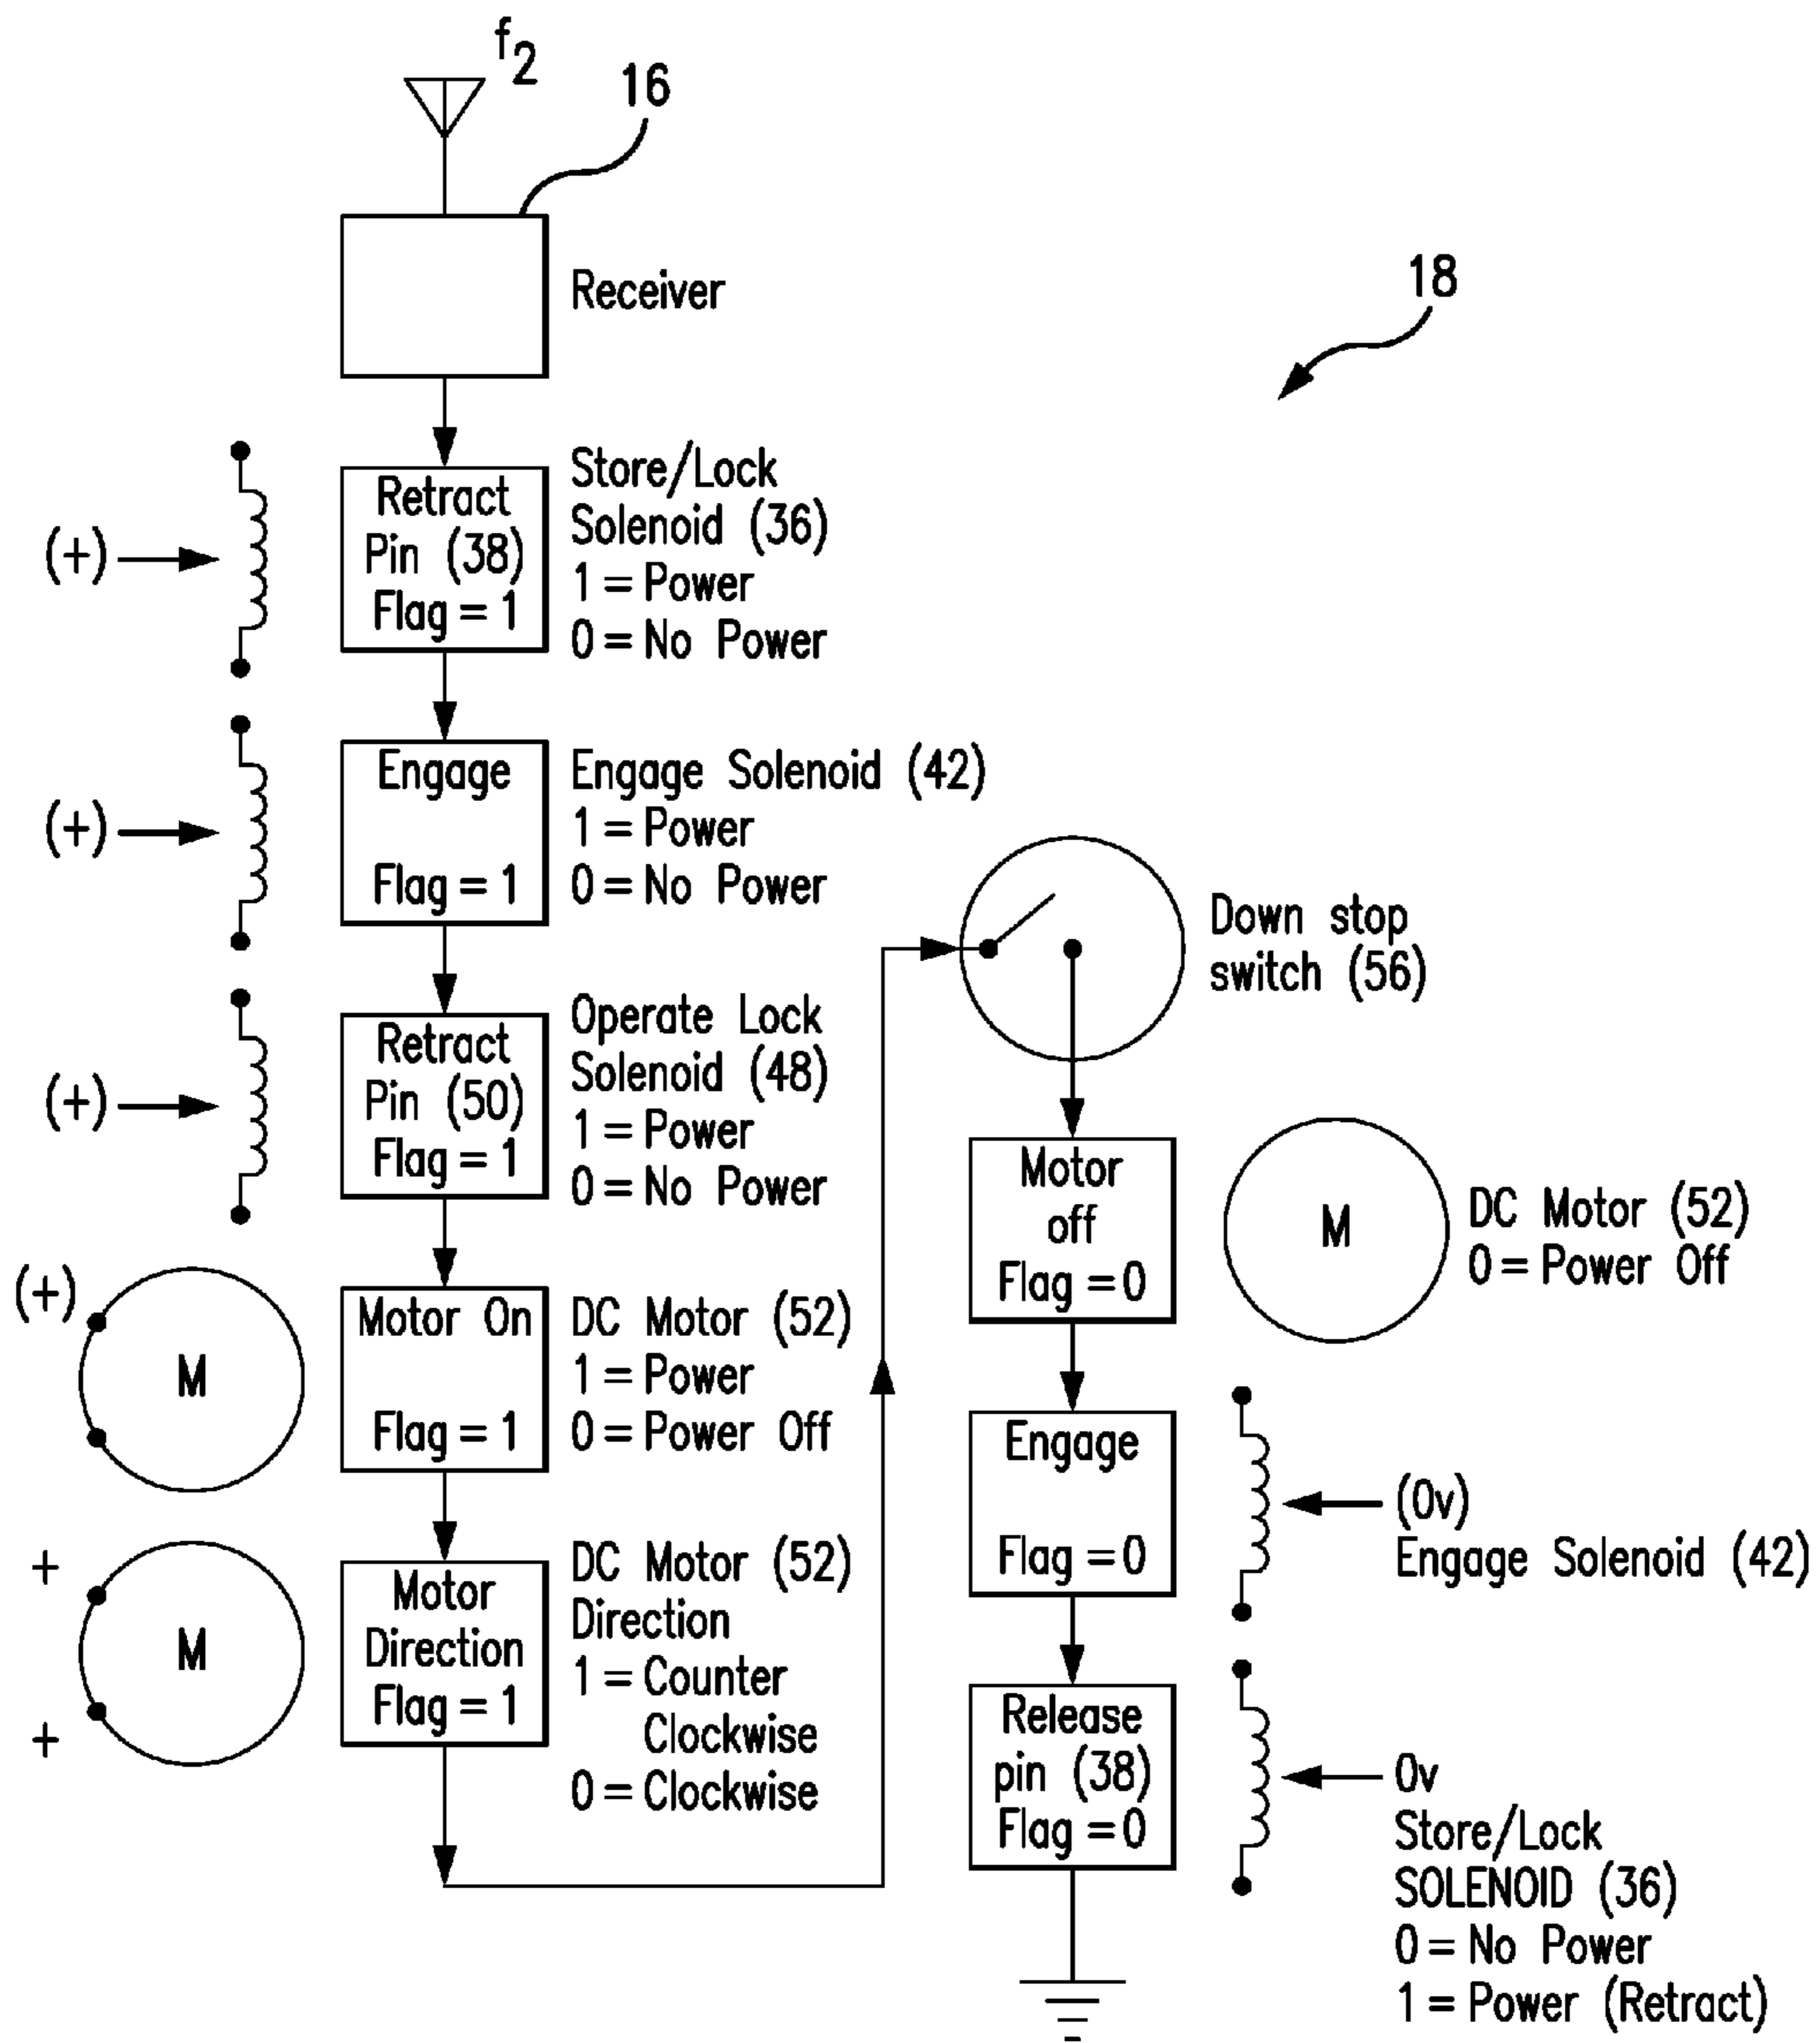 f2
16
Receiver
18
(+)
Retract
Pin (38)
Flag = 1
Store/Lock
Solenoid (36)
1 = Power
0 = No Power
(+)
Engage
Flag = 1
Engage Solenoid (42)
1 = Power
0 = No Power
(+)
Retract
Pin (50)
Flag = 1
Operate Lock
Solenoid (48)
1 = Power
0 = No Power
(+)
M
Motor On
Flag = 1
DC Motor (52)
1 = Power
0 = Power Off
+
M
+
Motor
Direction
Flag = 1
DC Motor (52)
Direction
1 = Counter
Clockwise
0 = Clockwise
Down stop
switch (56)
Motor
off
Flag = 0
M
DC Motor (52)
0 = Power Off
Engage
Flag = 0
(0v)
Engage Solenoid (42)
Release
pin (38)
Flag = 0
0v
Store/Lock
SOLENOID (36)
0 = No Power
1 = Power (Retract)